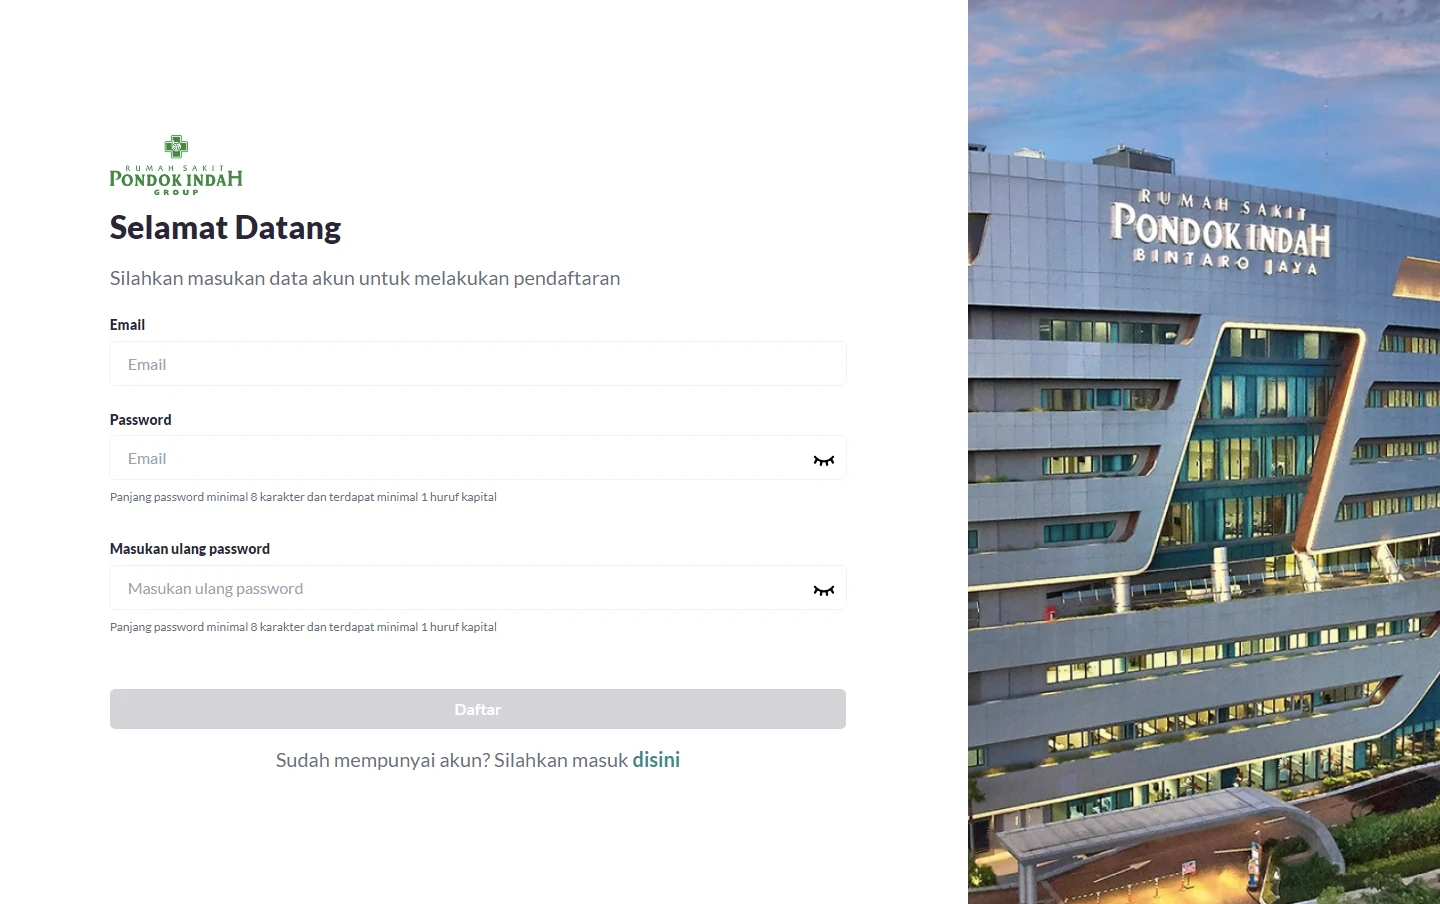 RUMAH SAKIT
PONDOK INDAH
GROUP
Selamat Datang
Silahkan masukan data akun untuk melakukan pendaftaran
Email
Email
Password
Email
Panjang password minimal 8 karakter dan terdapat minimal 1 huruf kapital
Masukan ulang password
Masukan ulang password
Panjang password minimal 8 karakter dan terdapat minimal 1 huruf kapital
Daftar
Sudah mempunyai akun? Silahkan masuk disini
RUMAH SAKIT
PONDOK INDAH
BINTARO JAYA